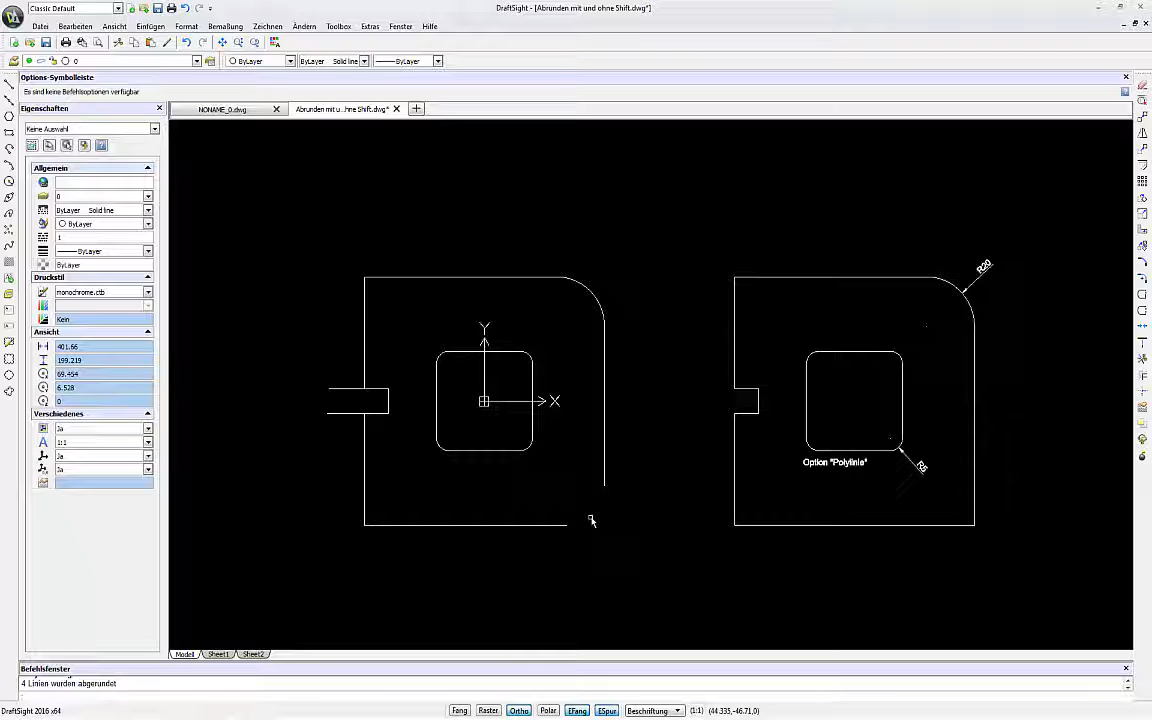 Classic Default
DraftSight - [Abrunden mit und ohne Shift.dwg*]
Datei Bearbeiten Ansicht Einfügen Format Bemaßung Zeichnen Ändern Toolbox Extras Fenster Hilfe
0 ByLayer ByLayer Solid line ByLayer
Options-Symbolleiste
Es sind keine Befehlsoptionen verfügbar
Eigenschaften
NONAME_0.dwg Abrunden mit u...hne Shift.dwg*
Keine Auswahl
Allgemein
0
ByLayer Solid line
ByLayer
1
ByLayer
ByLayer
Druckstil
monochrome.ctb
Kein
Ansicht
401.66
199.219
69.454
6.528
0
Verschiedenes
Ja
1:1
Ja
Ja
R20
Y
X
Option "Polylinie"
R5
Modell Sheet1 Sheet2
Befehlsfenster
4 Linien wurden abgerundet
DraftSight 2016 x64
Fang Raster Ortho Polar EFang ESpur Beschriftung (1:1) (44.335,-46.71,0)